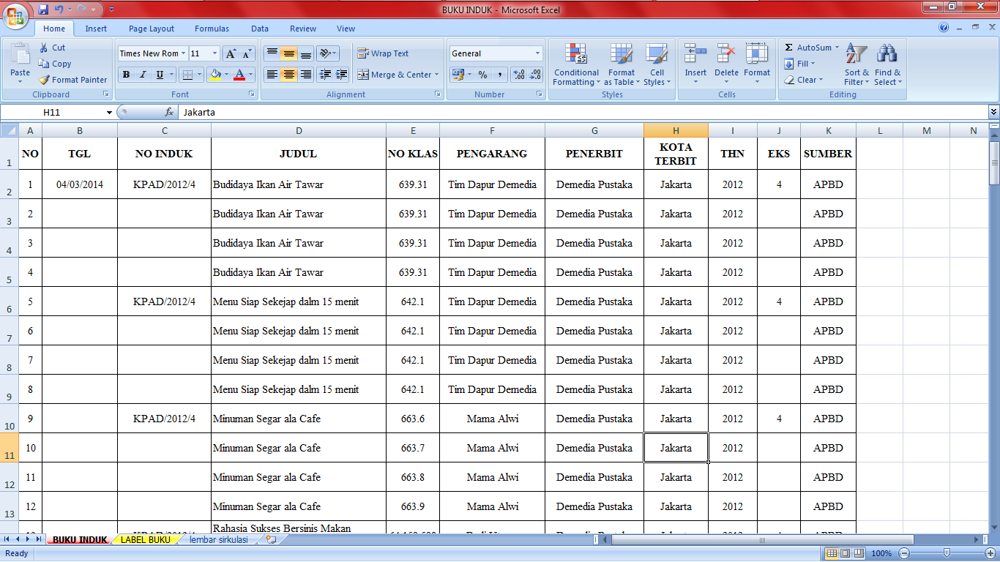 BUKU INDUK - Microsoft Excel
Home Insert Page Layout Formulas Data Review View
Paste Cut Copy Format Painter Clipboard
Times New Rom 11 B I U Font
Wrap Text Merge & Center Alignment
General % , Number
Conditional Formatting Format as Table Cell Styles Styles
Insert Delete Format Cells
Σ AutoSum Fill Clear Sort & Filter Find & Select Editing
H11 fx Jakarta
A B C D E F G H I J K L M N
1 NO TGL NO INDUK JUDUL NO KLAS PENGARANG PENERBIT KOTA TERBIT THN EKS SUMBER
2 1 04/03/2014 KPAD/2012/4 Budidaya Ikan Air Tawar 639.31 Tim Dapur Demedia Demedia Pustaka Jakarta 2012 4 APBD
3 2 Budidaya Ikan Air Tawar 639.31 Tim Dapur Demedia Demedia Pustaka Jakarta 2012 APBD
4 3 Budidaya Ikan Air Tawar 639.31 Tim Dapur Demedia Demedia Pustaka Jakarta 2012 APBD
5 4 Budidaya Ikan Air Tawar 639.31 Tim Dapur Demedia Demedia Pustaka Jakarta 2012 APBD
6 5 KPAD/2012/4 Menu Siap Sekejap dalm 15 menit 642.1 Tim Dapur Demedia Demedia Pustaka Jakarta 2012 4 APBD
7 6 Menu Siap Sekejap dalm 15 menit 642.1 Tim Dapur Demedia Demedia Pustaka Jakarta 2012 APBD
8 7 Menu Siap Sekejap dalm 15 menit 642.1 Tim Dapur Demedia Demedia Pustaka Jakarta 2012 APBD
9 8 Menu Siap Sekejap dalm 15 menit 642.1 Tim Dapur Demedia Demedia Pustaka Jakarta 2012 APBD
10 9 KPAD/2012/4 Minuman Segar ala Cafe 663.6 Mama Alwi Demedia Pustaka Jakarta 2012 4 APBD
11 10 Minuman Segar ala Cafe 663.7 Mama Alwi Demedia Pustaka Jakarta 2012 APBD
12 11 Minuman Segar ala Cafe 663.8 Mama Alwi Demedia Pustaka Jakarta 2012 APBD
13 12 Minuman Segar ala Cafe 663.9 Mama Alwi Demedia Pustaka Jakarta 2012 APBD
Rahasia Sukses Bersinis Makan
BUKU INDUK LABEL BUKU lembar sirkulasi
Ready 100%